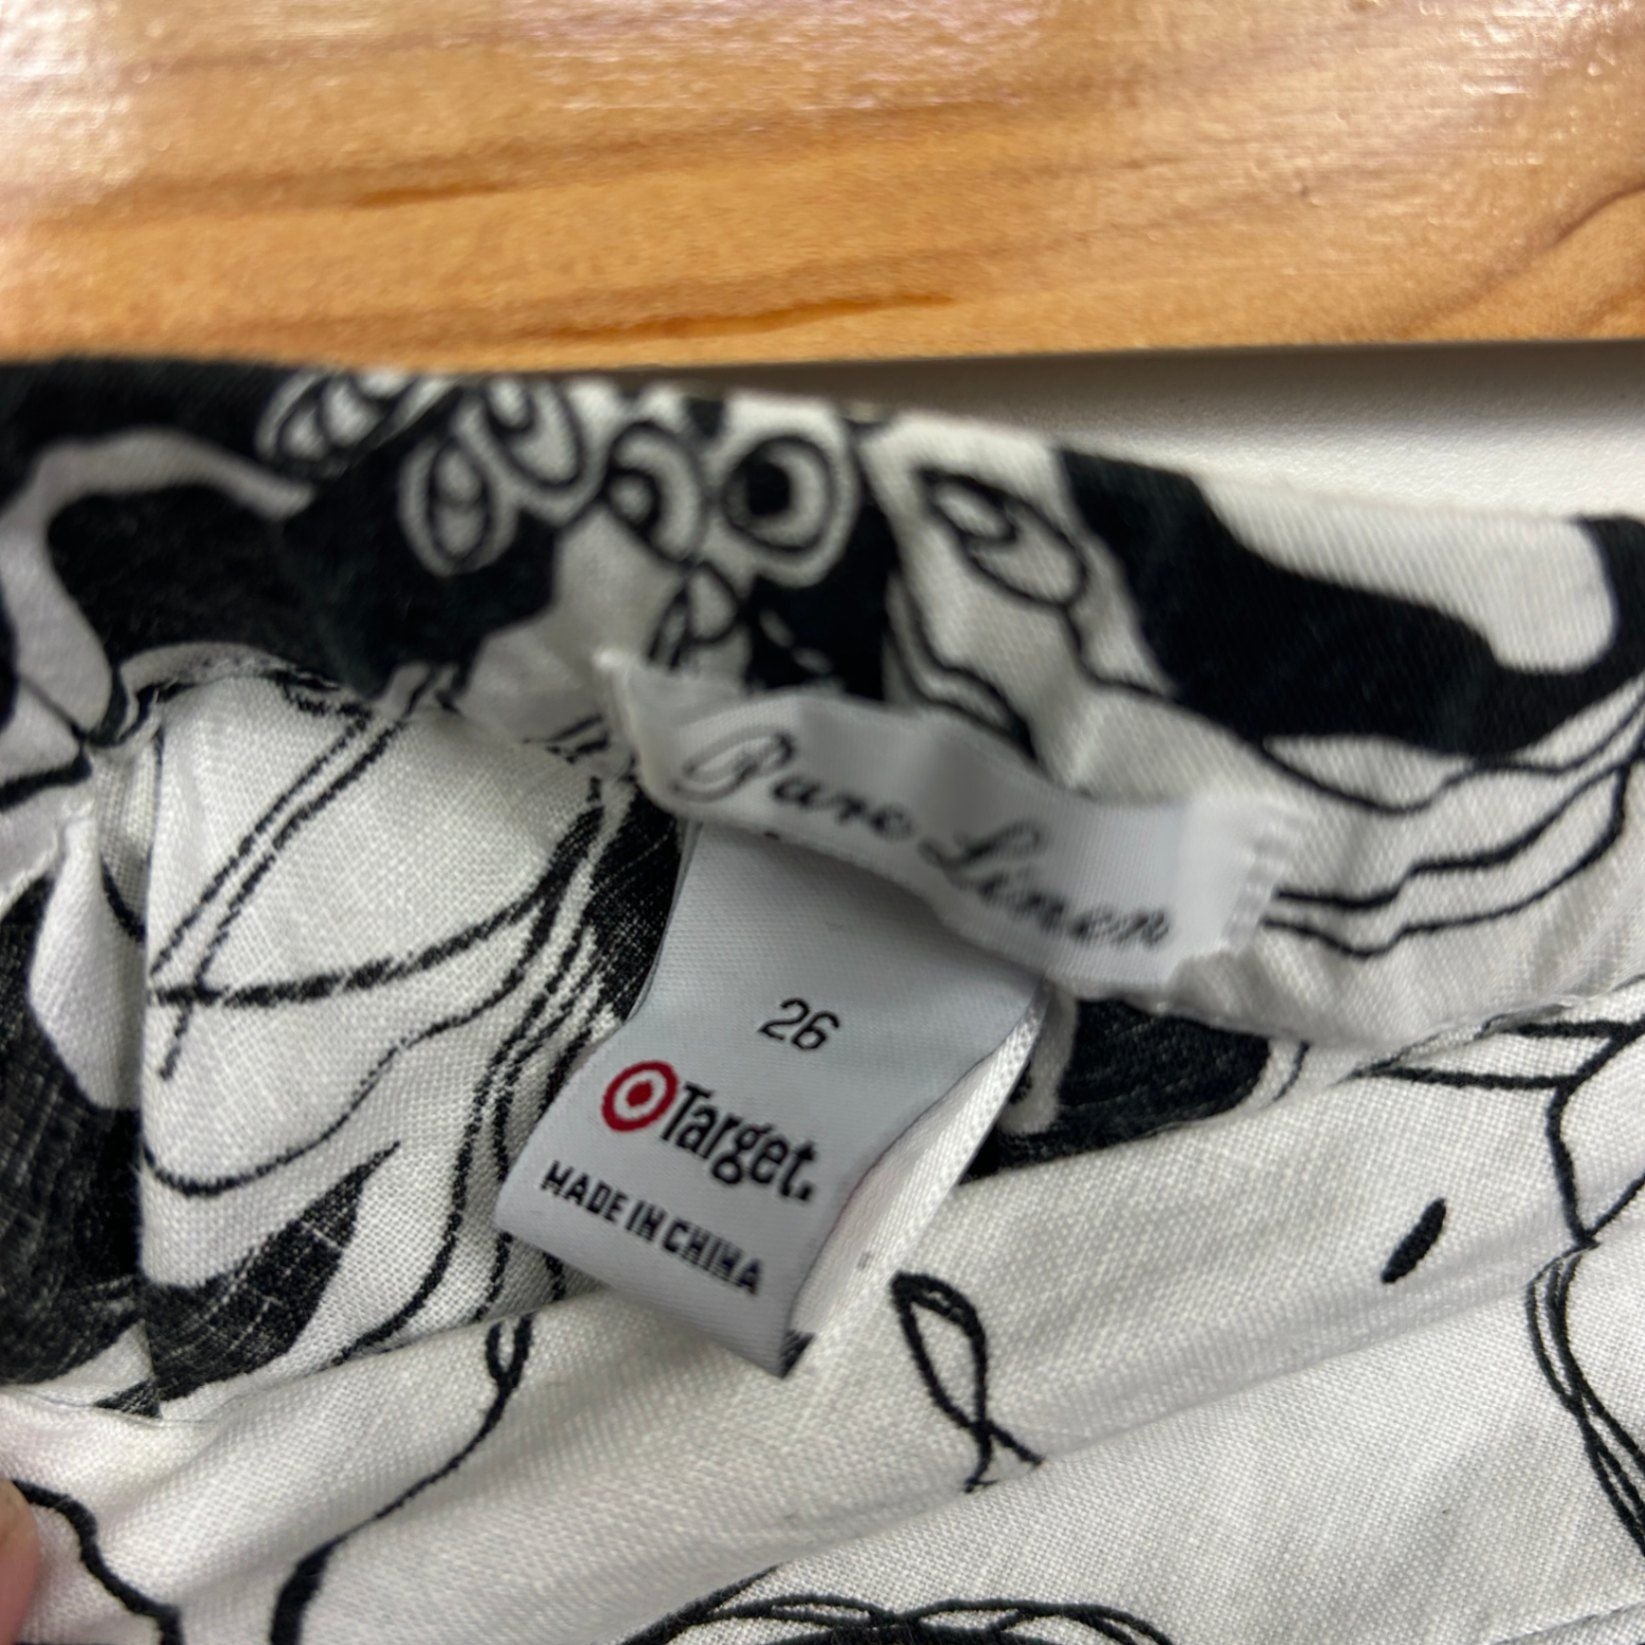 Pure Linen
26
Target.
MADE IN CHINA